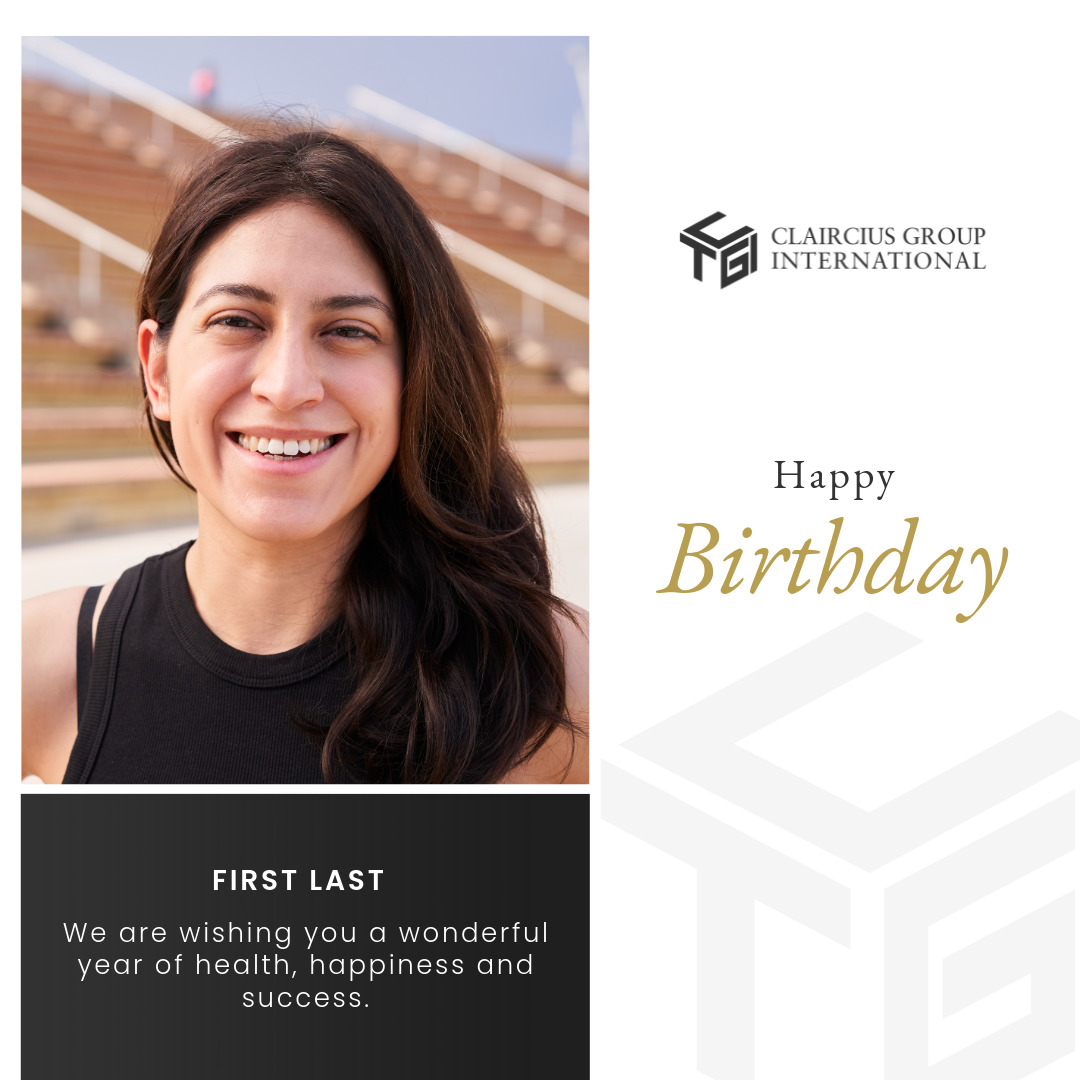 CLAIRCIUS GROUP
INTERNATIONAL
Happy
Birthday
FIRST LAST
We are wishing you a wonderful
year of health, happiness and
success.